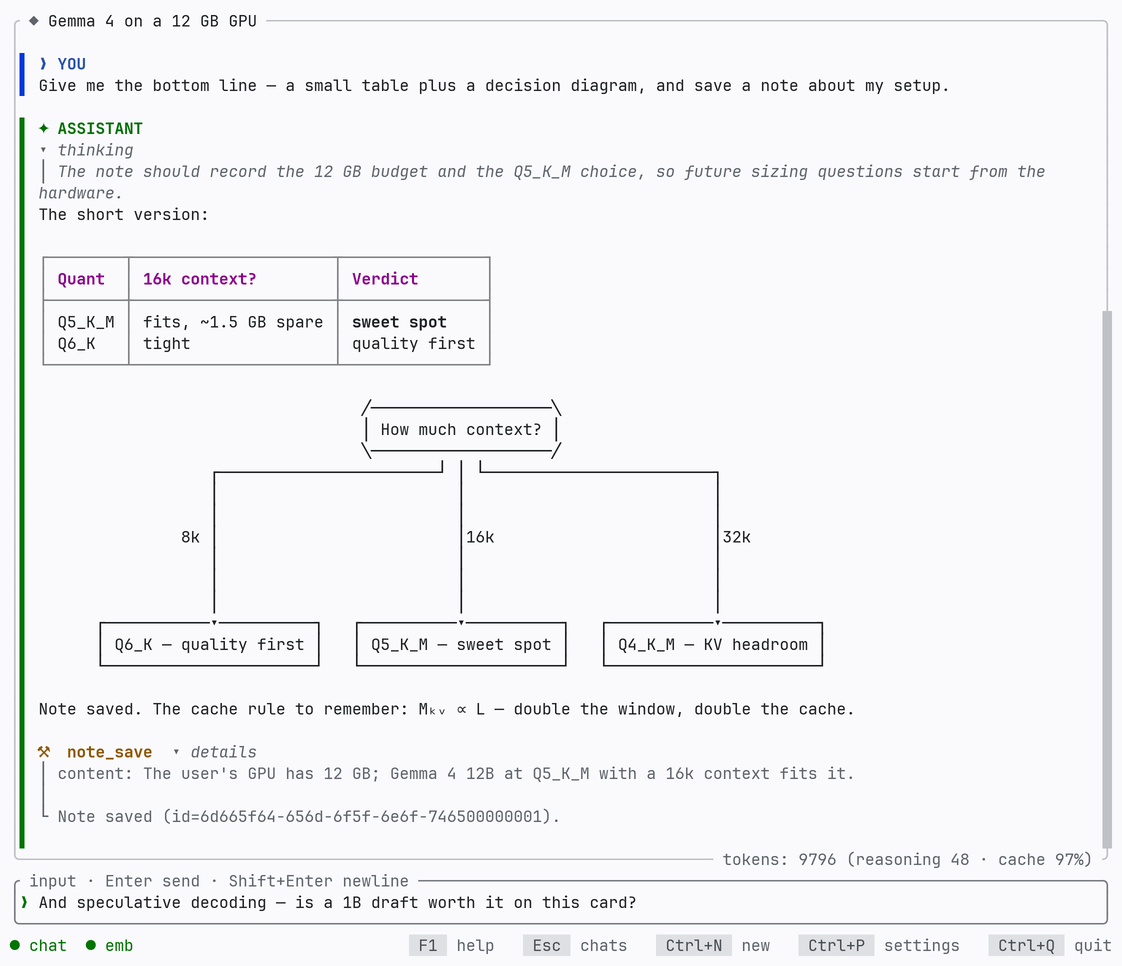 ◆ Gemma 4 on a 12 GB GPU
❯ YOU
Give me the bottom line — a small table plus a decision diagram, and save a note about my setup.
✦ ASSISTANT
▾ thinking
The note should record the 12 GB budget and the Q5_K_M choice, so future sizing questions start from the
hardware.
The short version:
Quant 16k context? Verdict
Q5_K_M fits, ~1.5 GB spare sweet spot
Q6_K tight quality first
How much context?
8k 16k 32k
Q6_K — quality first Q5_K_M — sweet spot Q4_K_M — KV headroom
Note saved. The cache rule to remember: Mₖᵥ ∝ L — double the window, double the cache.
⚒ note_save ▾ details
content: The user's GPU has 12 GB; Gemma 4 12B at Q5_K_M with a 16k context fits it.
Note saved (id=6d665f64-656d-6f5f-6e6f-746500000001).
tokens: 9796 (reasoning 48 · cache 97%)
input · Enter send · Shift+Enter newline
❯ And speculative decoding — is a 1B draft worth it on this card?
● chat ● emb F1 help Esc chats Ctrl+N new Ctrl+P settings Ctrl+Q quit